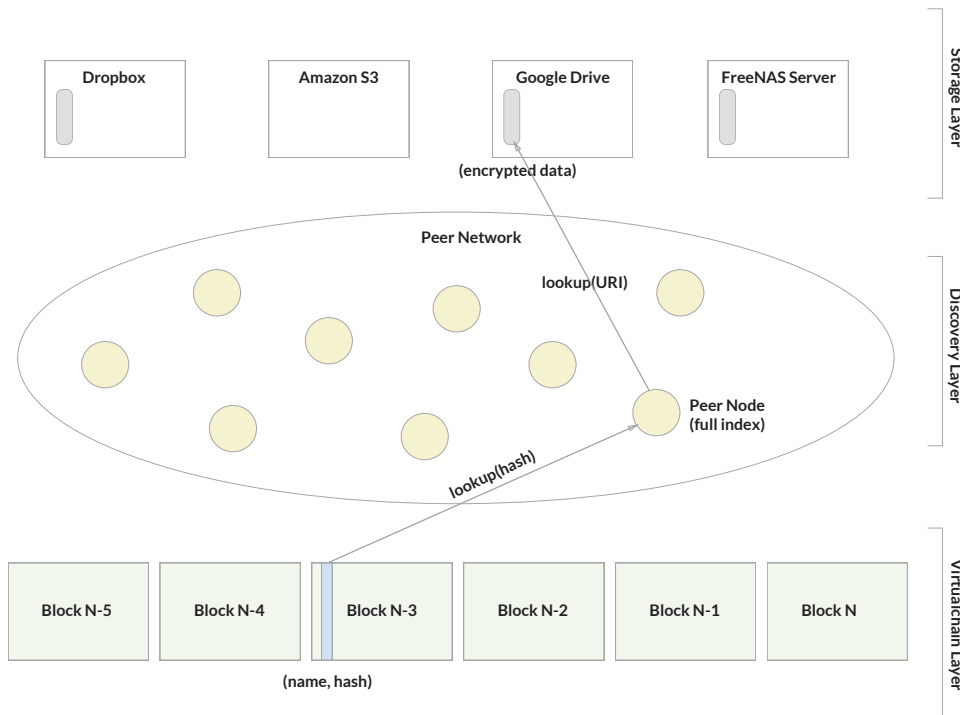 Dropbox
Amazon S3
Google Drive
FreeNAS Server
Storage Layer
(encrypted data)
Peer Network
lookup(URI)
Discovery Layer
Peer Node
(full index)
lookup(hash)
Block N-5
Block N-4
Block N-3
Block N-2
Block N-1
Block N
Virtualchain Layer
(name, hash)